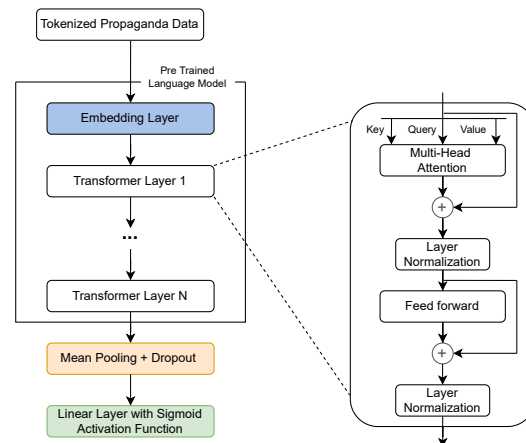 Tokenized Propaganda Data
Pre Trained
Language Model
Embedding Layer
Transformer Layer 1
...
Transformer Layer N
Mean Pooling + Dropout
Linear Layer with Sigmoid
Activation Function
Key Query Value
Multi-Head
Attention
+
Layer
Normalization
Feed forward
+
Layer
Normalization